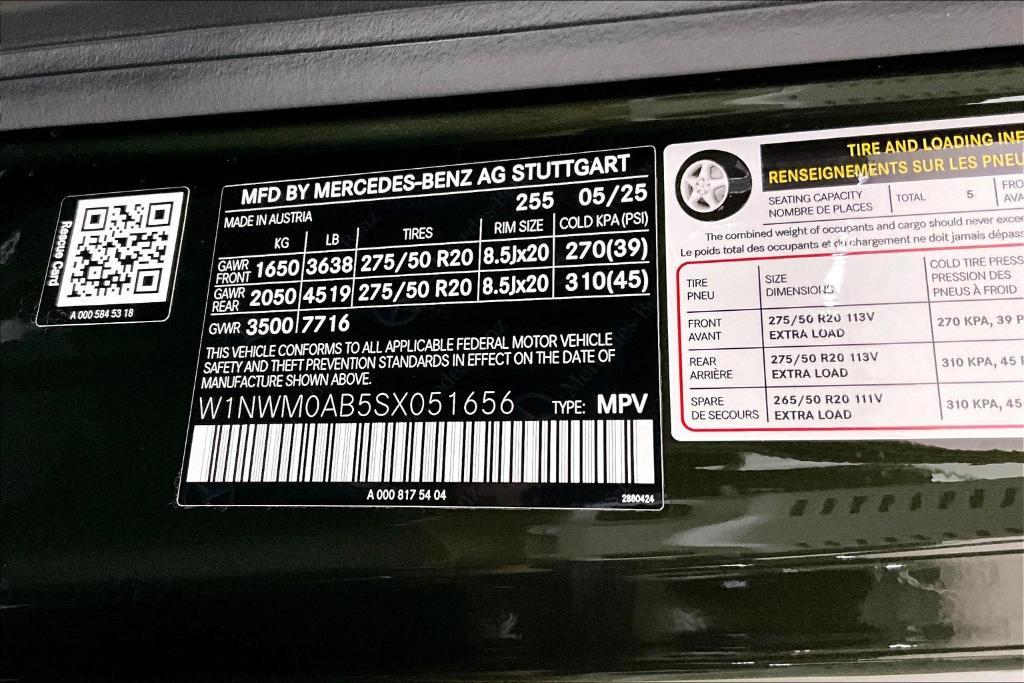 Rescue Card
A 000 584 53 18
MFD BY MERCEDES-BENZ AG STUTTGART
255 05/25
MADE IN AUSTRIA
KG LB TIRES RIM SIZE COLD KPA(PSI)
GAWR FRONT 1650 3638 275/50 R20 8.5Jx20 270(39)
GAWR REAR 2050 4519 275/50 R20 8.5Jx20 310(45)
GVWR 3500 7716
THIS VEHICLE CONFORMS TO ALL APPLICABLE FEDERAL MOTOR VEHICLE
SAFETY AND THEFT PREVENTION STANDARDS IN EFFECT ON THE DATE OF
MANUFACTURE SHOWN ABOVE.
W1NWM0AB5SX051656 TYPE: MPV
A 000 817 54 04
2880424
TIRE AND LOADING INF
RENSEIGNEMENTS SUR LES PNEU
SEATING CAPACITY
NOMBRE DE PLACES
TOTAL 5
FRO
AVA
The combined weight of occupants and cargo should never excee
Le poids total des occupants et du chargement ne doit jamais dépass
TIRE
PNEU
SIZE
DIMENSIONS
COLD TIRE PRESS
PRESSION DES
PNEUS À FROID
FRONT
AVANT
275/50 R20 113V
EXTRA LOAD
270 KPA, 39 P
REAR
ARRIÈRE
275/50 R20 113V
EXTRA LOAD
310 KPA, 45
SPARE
DE SECOURS
265/50 R20 111V
EXTRA LOAD
310 KPA, 45